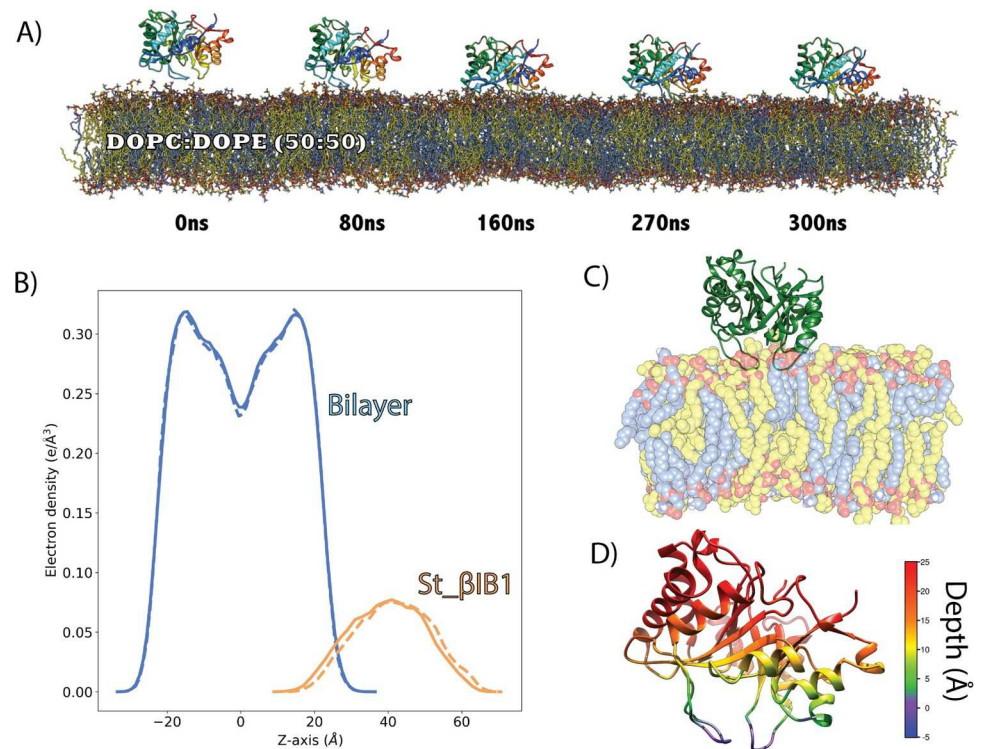 A)
DOPC:DOPE (50:50)
0ns 80ns 160ns 270ns 300ns
B)
0.30
0.25
0.20
0.15
0.10
0.05
0.00
Electron density (e/Å³)
Bilayer
St_βIB1
−20 0 20 40 60
Z-axis (Å)
C)
D)
25
20
15
10
5
0
-5
Depth (Å)